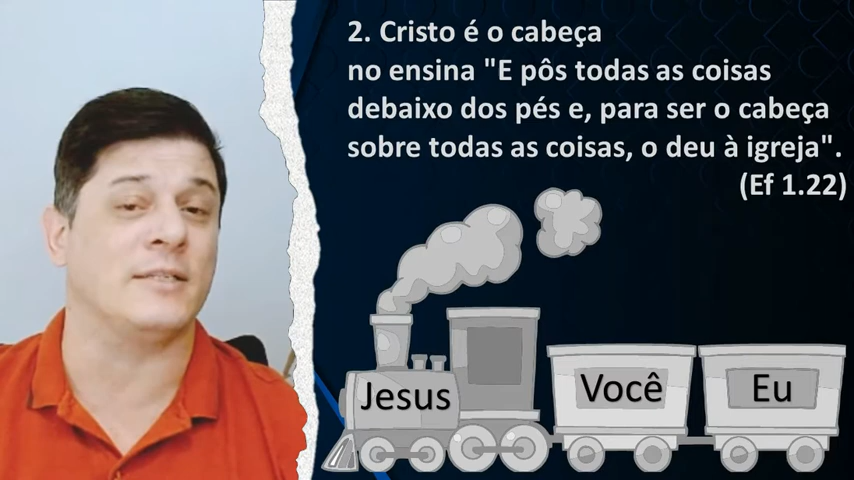 2. Cristo é o cabeça
no ensina "E pôs todas as coisas
debaixo dos pés e, para ser o cabeça
sobre todas as coisas, o deu à igreja".
(Ef 1.22)
Jesus
Você
Eu